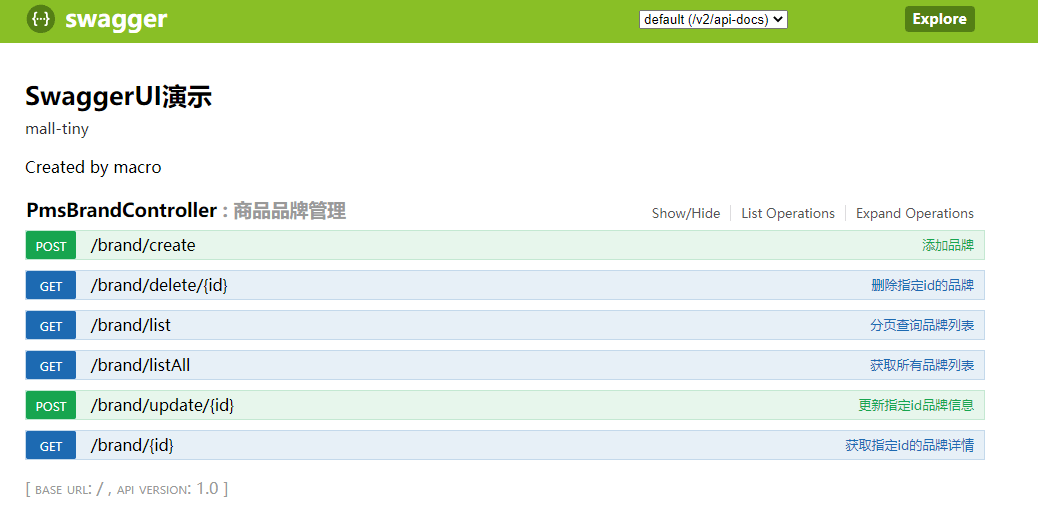 {··} swagger default (/v2/api-docs) Explore
SwaggerUI演示
mall-tiny
Created by macro
PmsBrandController : 商品品牌管理 Show/Hide List Operations Expand Operations
POST /brand/create 添加品牌
GET /brand/delete/{id} 删除指定id的品牌
GET /brand/list 分页查询品牌列表
GET /brand/listAll 获取所有品牌列表
POST /brand/update/{id} 更新指定id品牌信息
GET /brand/{id} 获取指定id的品牌详情
[ BASE URL: / , API VERSION: 1.0 ]